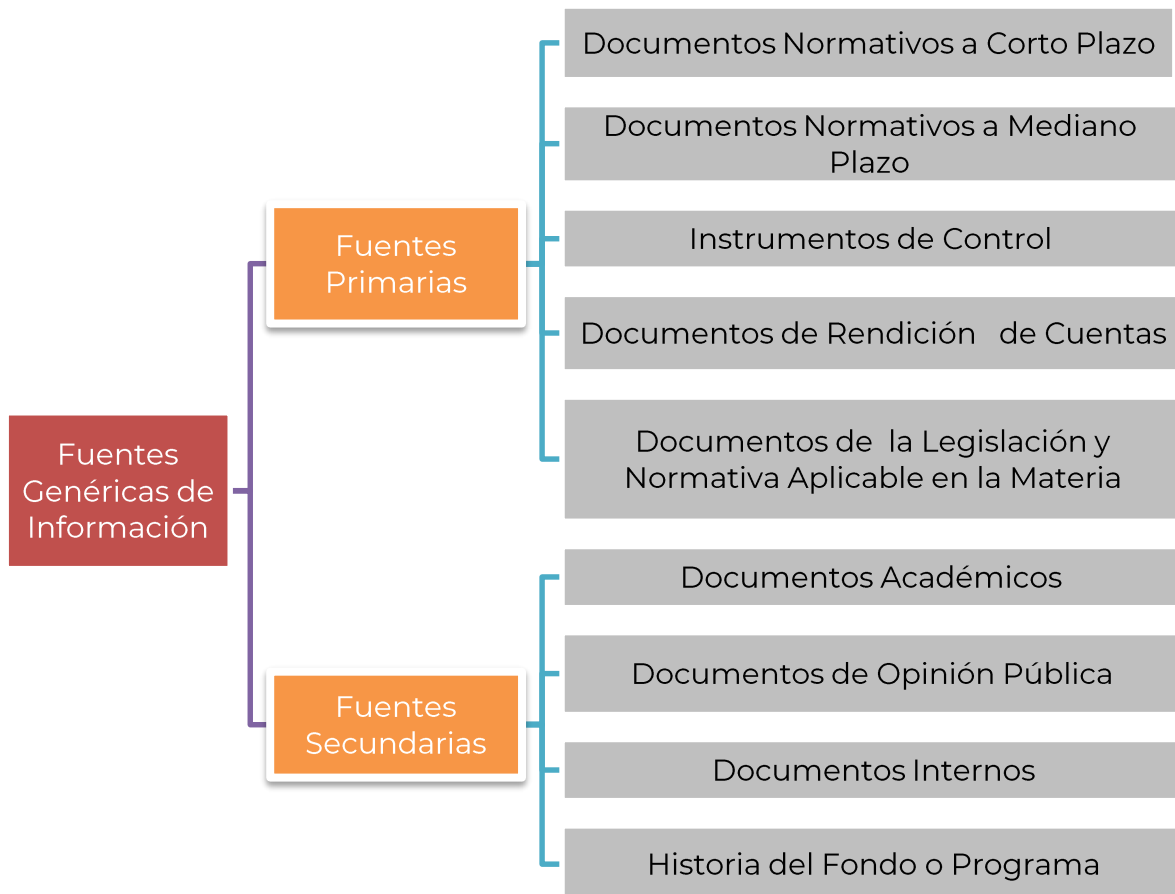 Fuentes
Genéricas de
Información
Fuentes
Primarias
Documentos Normativos a Corto Plazo
Documentos Normativos a Mediano
Plazo
Instrumentos de Control
Documentos de Rendición de Cuentas
Documentos de la Legislación y
Normativa Aplicable en la Materia
Fuentes
Secundarias
Documentos Académicos
Documentos de Opinión Pública
Documentos Internos
Historia del Fondo o Programa